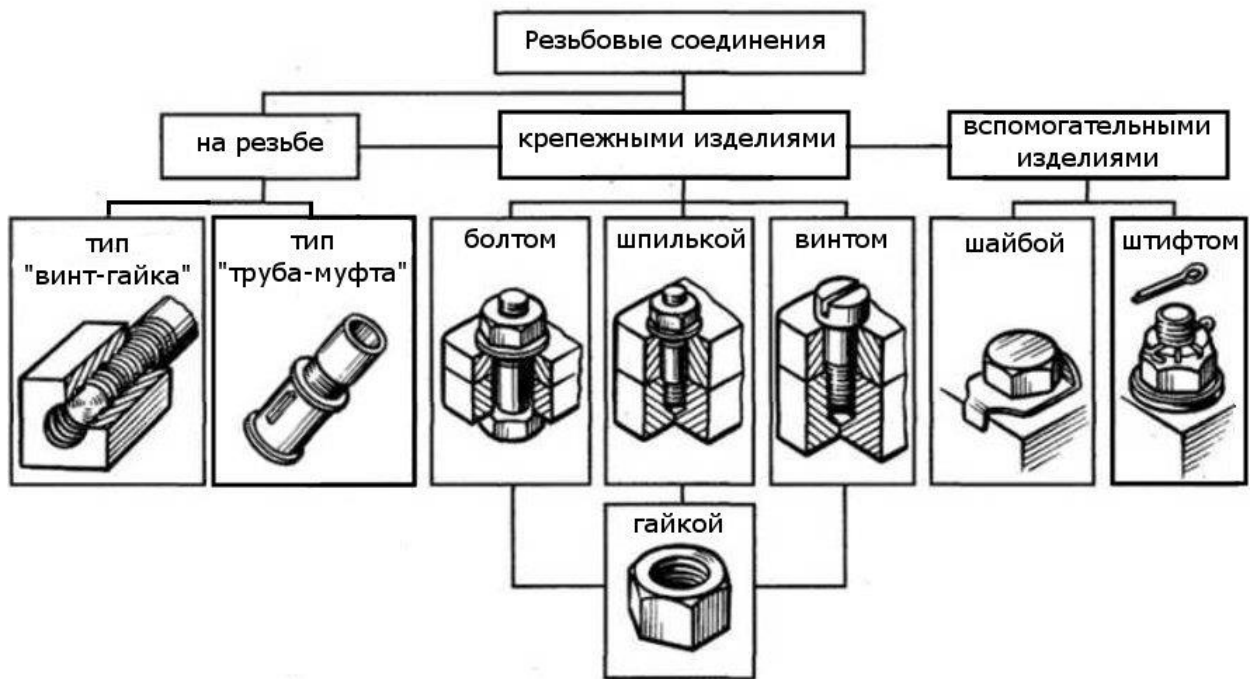 Резьбовые соединения
на резьбе
крепежными изделиями
вспомогательными
изделиями
тип
"винт-гайка"
тип
"труба-муфта"
болтом
шпилькой
винтом
шайбой
штифтом
гайкой